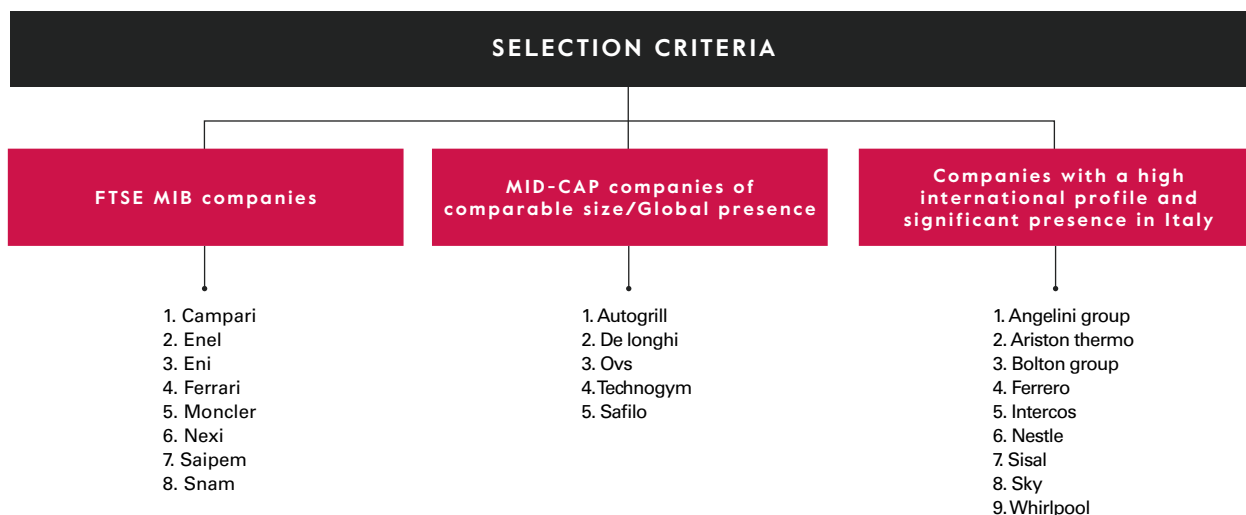 SELECTION CRITERIA
FTSE MIB companies
MID-CAP companies of
comparable size/Global presence
Companies with a high
international profile and
significant presence in Italy
1. Campari
2. Enel
3. Eni
4. Ferrari
5. Moncler
6. Nexi
7. Saipem
8. Snam
1. Autogrill
2. De longhi
3. Ovs
4. Technogym
5. Safilo
1. Angelini group
2. Ariston thermo
3. Bolton group
4. Ferrero
5. Intercos
6. Nestle
7. Sisal
8. Sky
9. Whirlpool